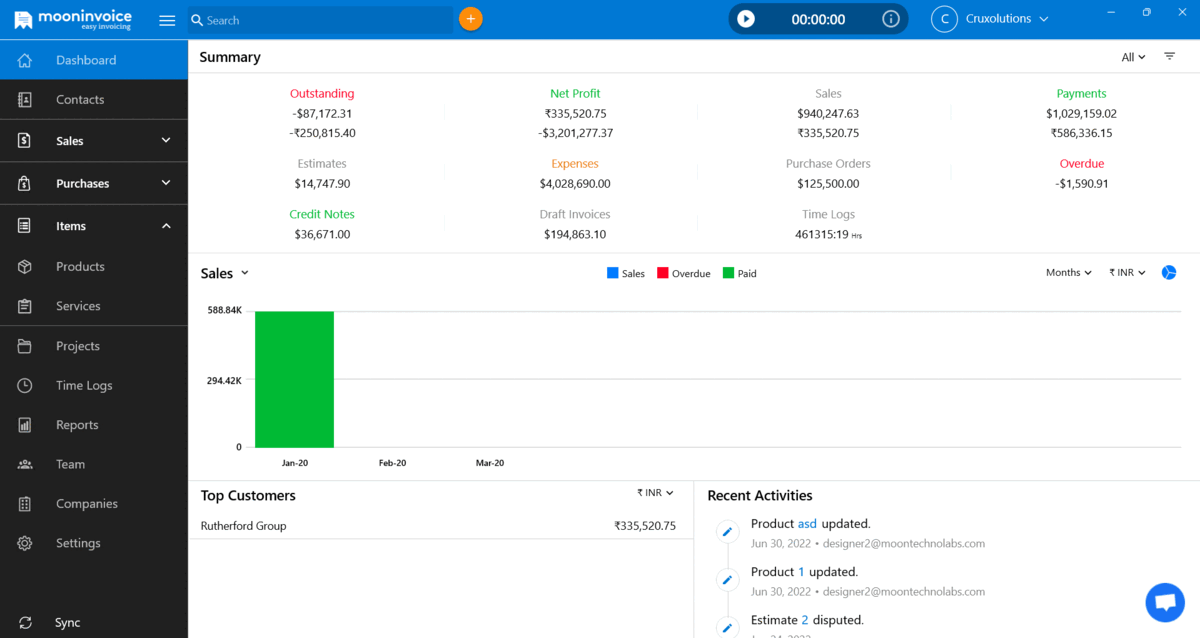 mooninvoice
easy invoicing
Search
+
00:00:00
C Cruxolutions
Dashboard
Contacts
Sales
Purchases
Items
Products
Services
Projects
Time Logs
Reports
Team
Companies
Settings
Sync
Summary
All
Outstanding
-$87,172.31
-₹250,815.40
Net Profit
₹335,520.75
-$3,201,277.37
Sales
$940,247.63
₹335,520.75
Payments
$1,029,159.02
₹586,336.15
Estimates
$14,747.90
Expenses
$4,028,690.00
Purchase Orders
$125,500.00
Overdue
-$1,590.91
Credit Notes
$36,671.00
Draft Invoices
$194,863.10
Time Logs
461315:19 Hrs
Sales
Sales Overdue Paid
Months ₹ INR
588.84K
294.42K
0
Jan-20 Feb-20 Mar-20
Top Customers ₹ INR
Rutherford Group ₹335,520.75
Recent Activities
Product asd updated.
Jun 30, 2022 • designer2@moontechnolabs.com
Product 1 updated.
Jun 30, 2022 • designer2@moontechnolabs.com
Estimate 2 disputed.